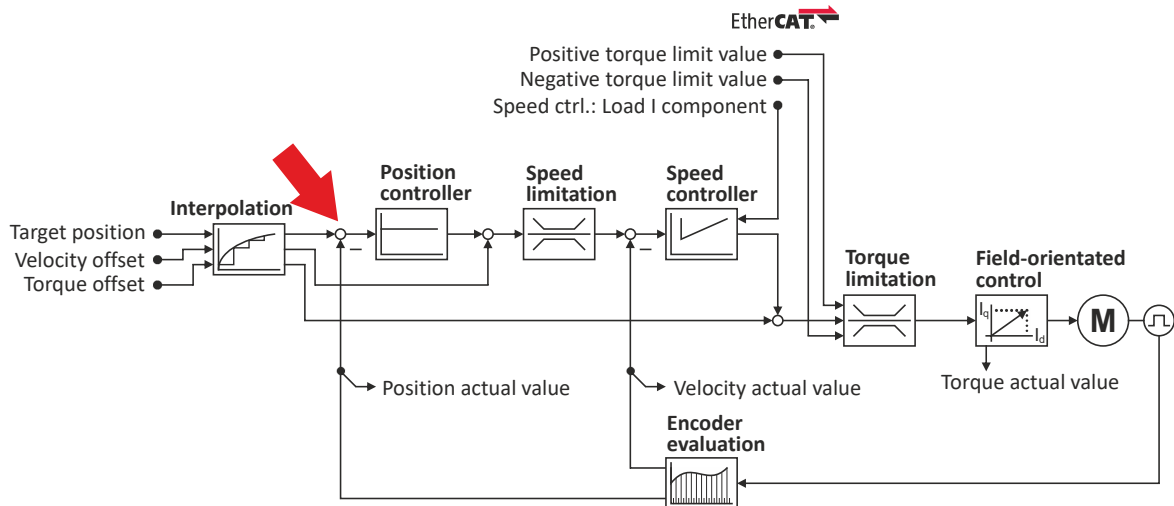 EtherCAT®
Positive torque limit value
Negative torque limit value
Speed ctrl.: Load I component
Position
controller
Speed
limitation
Speed
controller
Interpolation
Target position
Velocity offset
Torque offset
Torque
limitation
Field-orientated
control
Iq
Id
M
Torque actual value
Position actual value
Velocity actual value
Encoder
evaluation